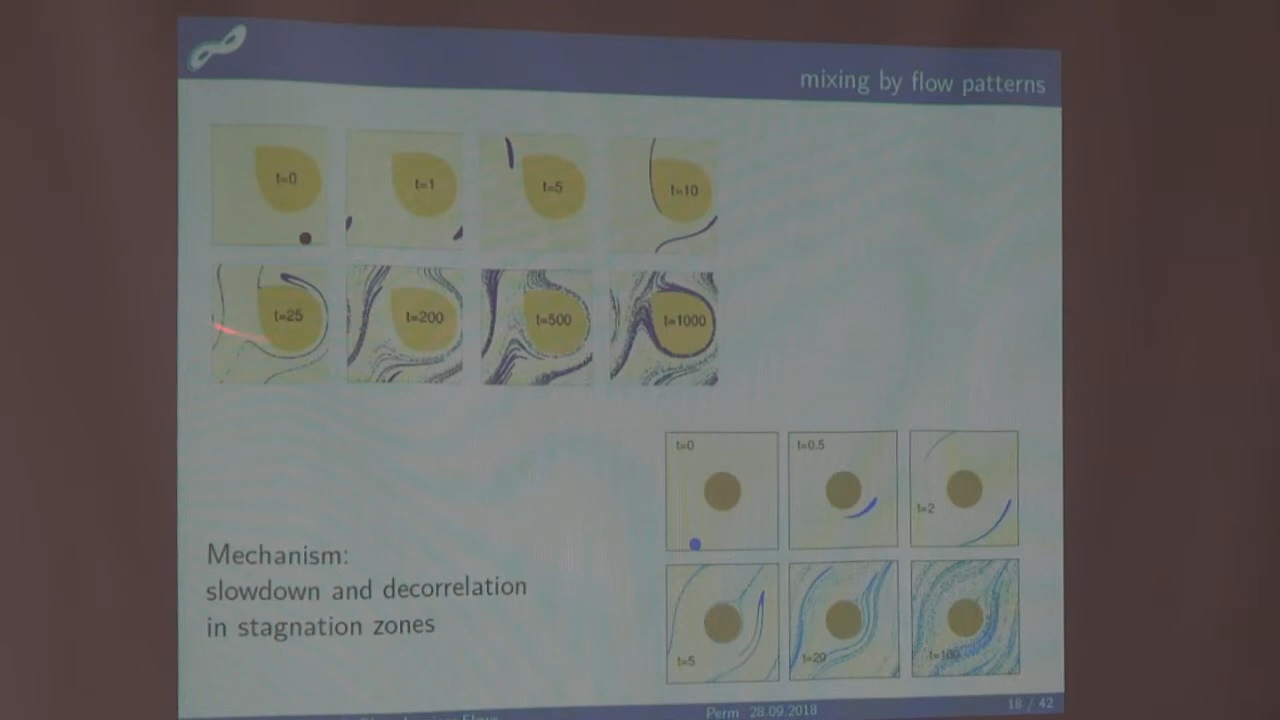 mixing by flow patterns
t=0
t=1
t=5
t=10
t=25
t=200
t=500
t=1000
t=0
t=0.5
t=2
t=5
t=20
t=100
Mechanism:
slowdown and decorrelation
in stagnation zones
Perm 28.09.2018
18 / 42